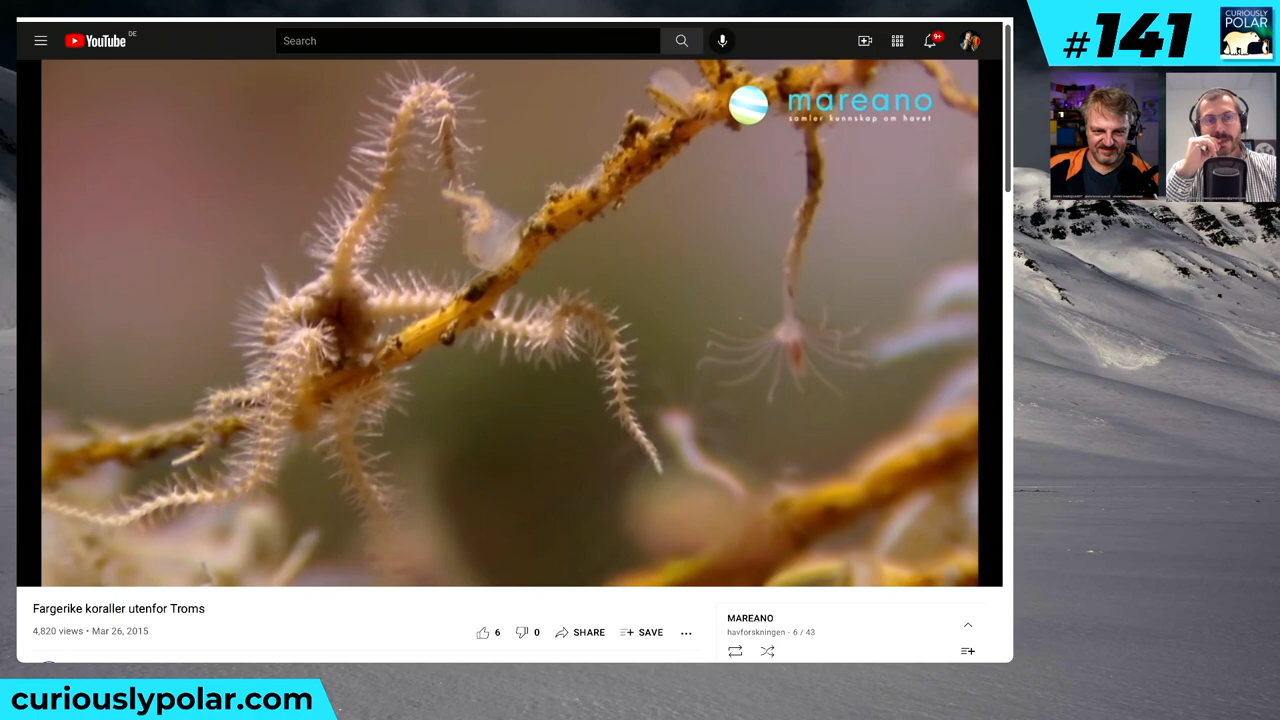 YouTube DE
Search
9+
#141
CURIOUSLY
POLAR
mareano
samler kunnskap om havet
Fargerike koraller utenfor Troms
4,820 views • Mar 26, 2015
6
0
SHARE
SAVE
MAREANO
havforskningen - 6 / 43
curiouslypolar.com